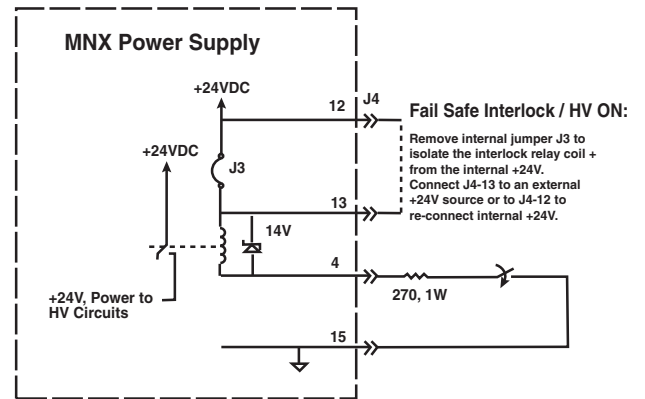 MNX Power Supply
+24VDC
12
J4
Fail Safe Interlock / HV ON:
Remove internal jumper J3 to
isolate the interlock relay coil +
from the internal +24V.
Connect J4-13 to an external
+24V source or to J4-12 to
re-connect internal +24V.
+24VDC
J3
13
14V
4
+24V, Power to
HV Circuits
270, 1W
15